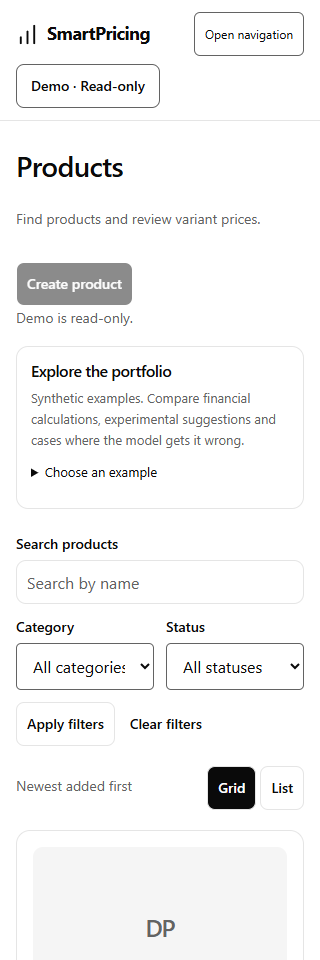 SmartPricing
Open navigation
Demo · Read-only
Products
Find products and review variant prices.
Create product
Demo is read-only.
Explore the portfolio
Synthetic examples. Compare financial
calculations, experimental suggestions and
cases where the model gets it wrong.
Choose an example
Search products
Search by name
Category
Status
All categories
All statuses
Apply filters
Clear filters
Newest added first
Grid
List
DP